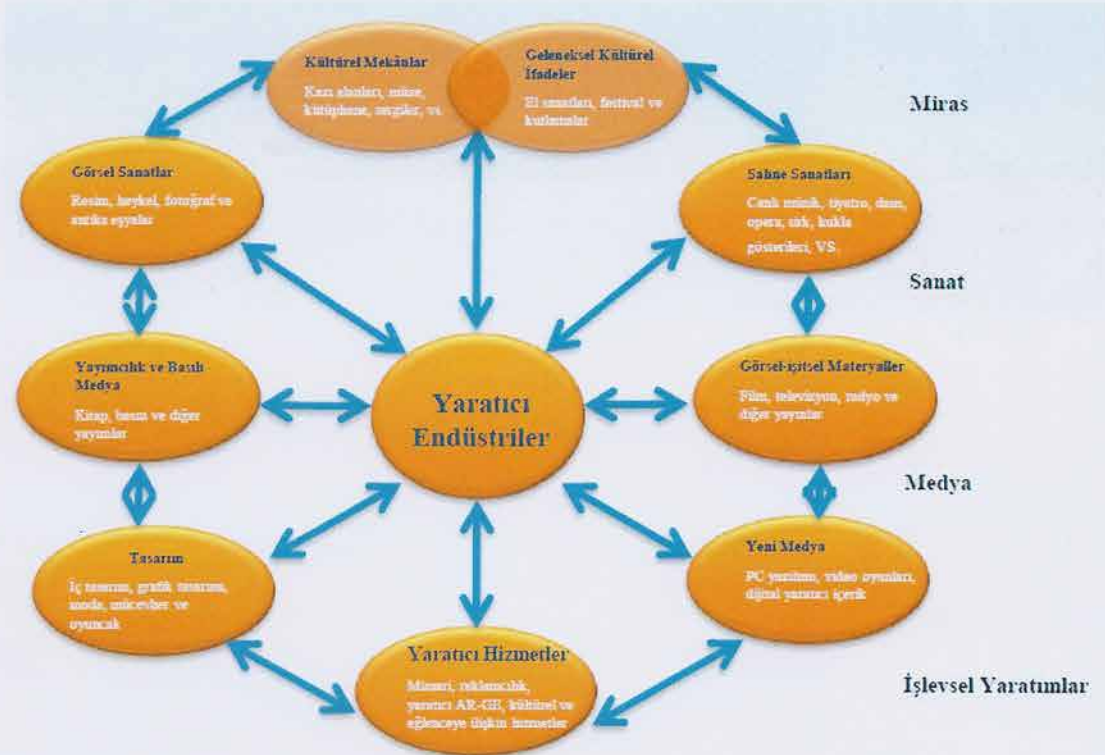 Kültürel Mekânlar
Kazı alanları, müze,
kütüphane, sergiler, vs.
Geleneksel Kültürel
İfadeler
El sanatları, festival ve
kutlamalar
Miras
Görsel Sanatlar
Resim, heykel, fotoğraf ve
antika eşyalar
Sahne Sanatları
Canlı müzik, tiyatro, dans,
opera, sirk, kukla
gösterileri, VS.
Sanat
Yayımcılık ve Basılı
Medya
Kitap, basın ve diğer
yayınlar
Yaratıcı
Endüstriler
Görsel-işitsel Materyaller
Film, televizyon, radyo ve
diğer yayınlar
Medya
Tasarım
İç tasarım, grafik tasarımı,
moda, mücevher ve
oyuncak
Yeni Medya
PC yazılımı, video oyunları,
dijital yaratıcı içerik
Yaratıcı Hizmetler
Mimari, reklamcılık,
yaratıcı AR-GE, kültürel ve
eğlenceye ilişkin hizmetler
İşlevsel Yaratımlar